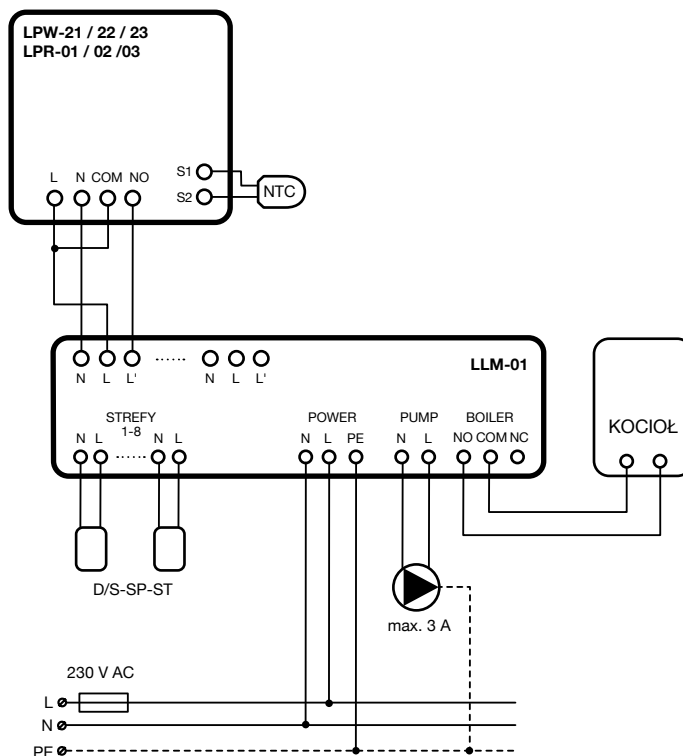 LPW-21 / 22 / 23
LPR-01 / 02 /03
S1
L N COM NO
S2
NTC
LLM-01
N L L' ...... N L L'
STREFY
1-8
POWER PUMP BOILER
KOCIOŁ
N L ...... N L N L PE N L NO COM NC
D/S-SP-ST
max. 3 A
230 V AC
L
N
PE